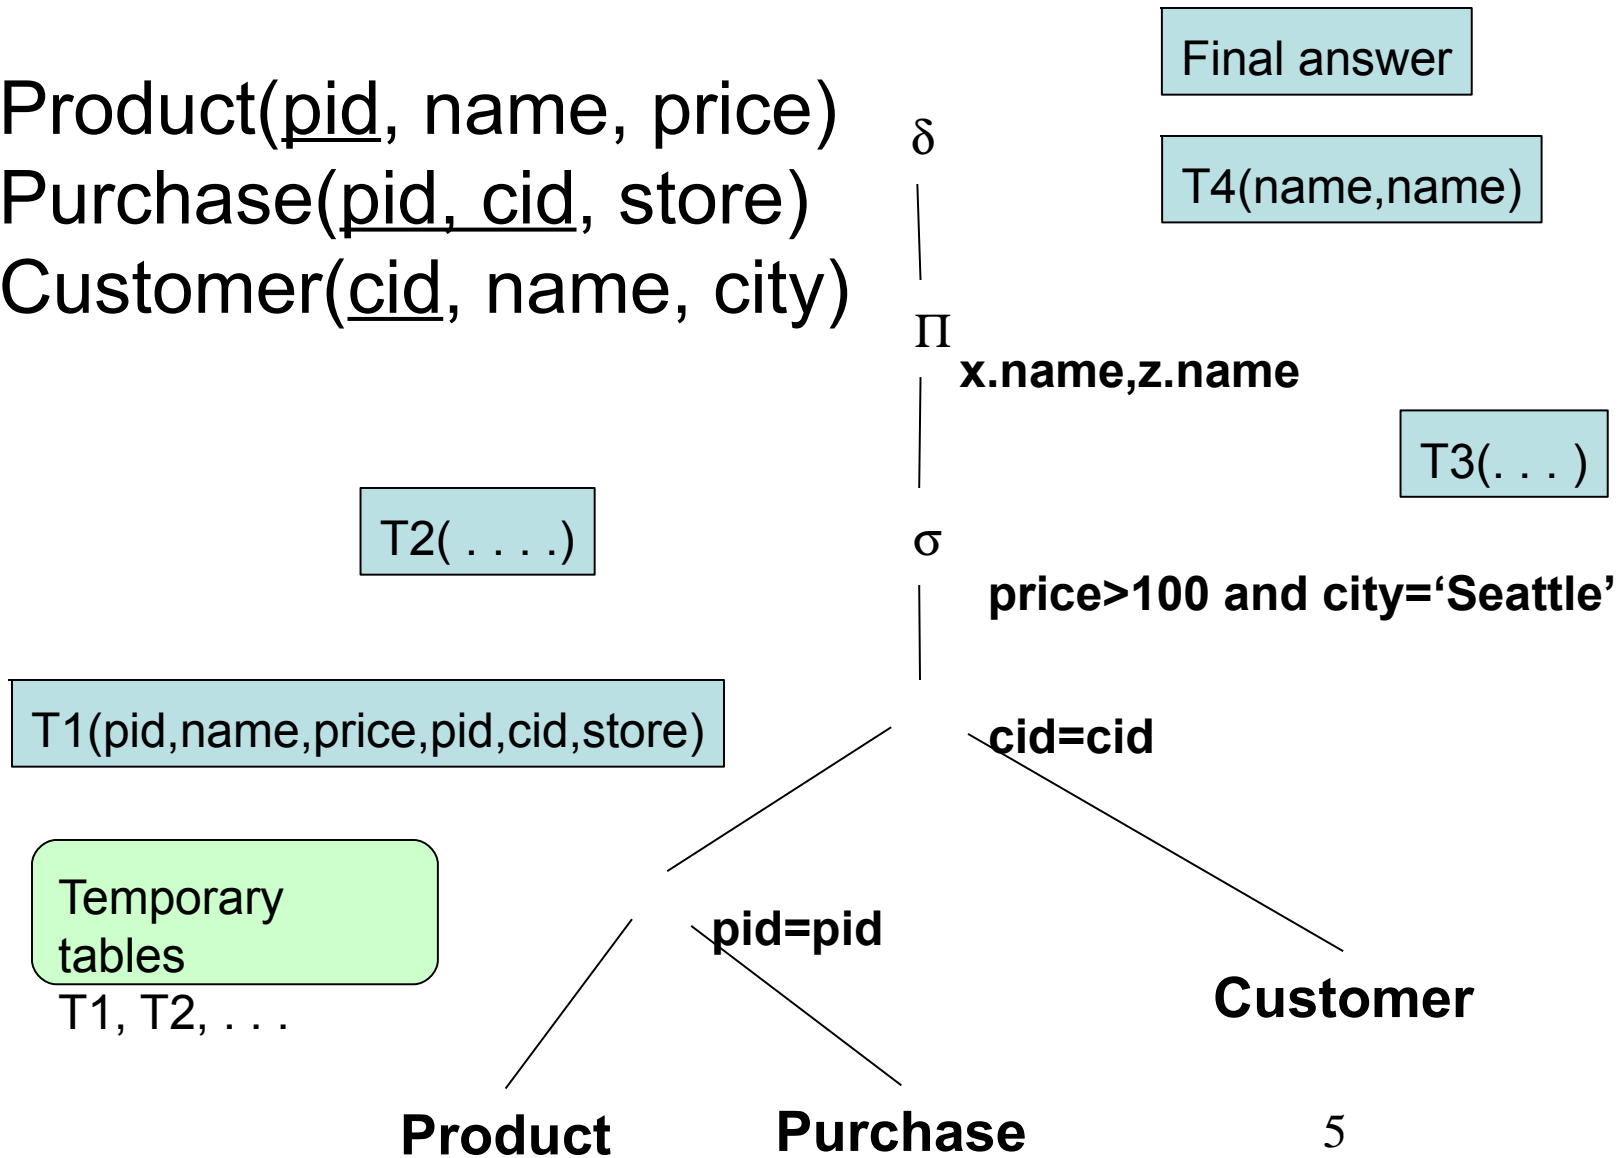 Final answer
Product(pid, name, price)
δ
Purchase(pid, cid, store)
T4(name,name)
Customer(cid, name, city)
Π
x.name,z.name
T3(. . . )
T2( . . . .)
σ
price>100 and city=‘Seattle’
T1(pid,name,price,pid,cid,store)
cid=cid
Temporary
tables
T1, T2, . . .
pid=pid
Customer
Product
Purchase
5